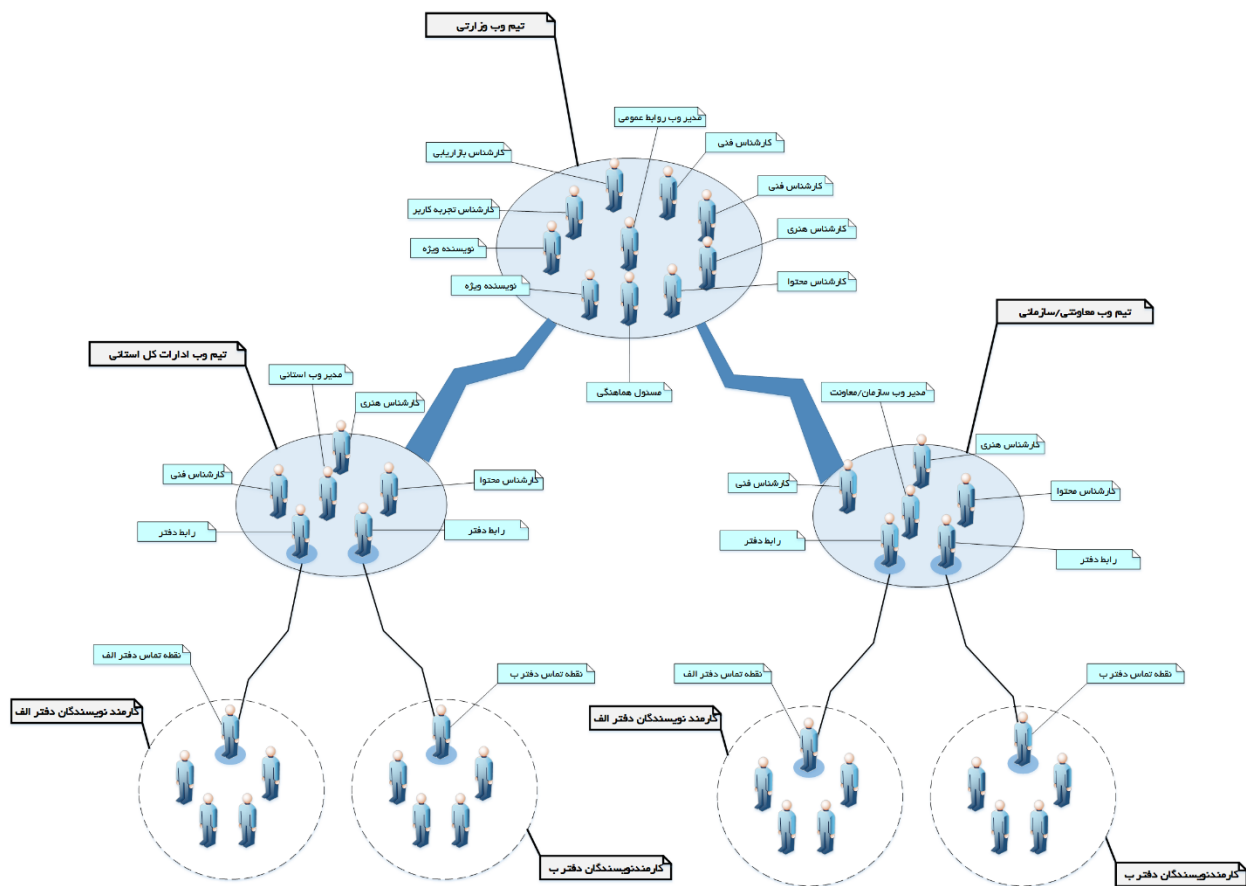 تیم وب وزارتی
مدیر وب روابط عمومی
کارشناس فنی
کارشناس بازاریابی
کارشناس فنی
کارشناس تجربه کاربر
کارشناس هنری
نویسنده ویژه
کارشناس محتوا
نویسنده ویژه
مسئول هماهنگی
تیم وب معاونتی/سازمانی
مدیر وب سازمان/معاونت
کارشناس هنری
کارشناس فنی
کارشناس محتوا
رابط دفتر
رابط دفتر
تیم وب ادارات کل استانی
مدیر وب استانی
کارشناس هنری
کارشناس فنی
کارشناس محتوا
رابط دفتر
رابط دفتر
نقطه تماس دفتر ب
نقطه تماس دفتر الف
کارمند نویسندگان دفتر الف
کارمندنویسندگان دفتر ب
نقطه تماس دفتر ب
نقطه تماس دفتر الف
کارمند نویسندگان دفتر الف
کارمندنویسندگان دفتر ب